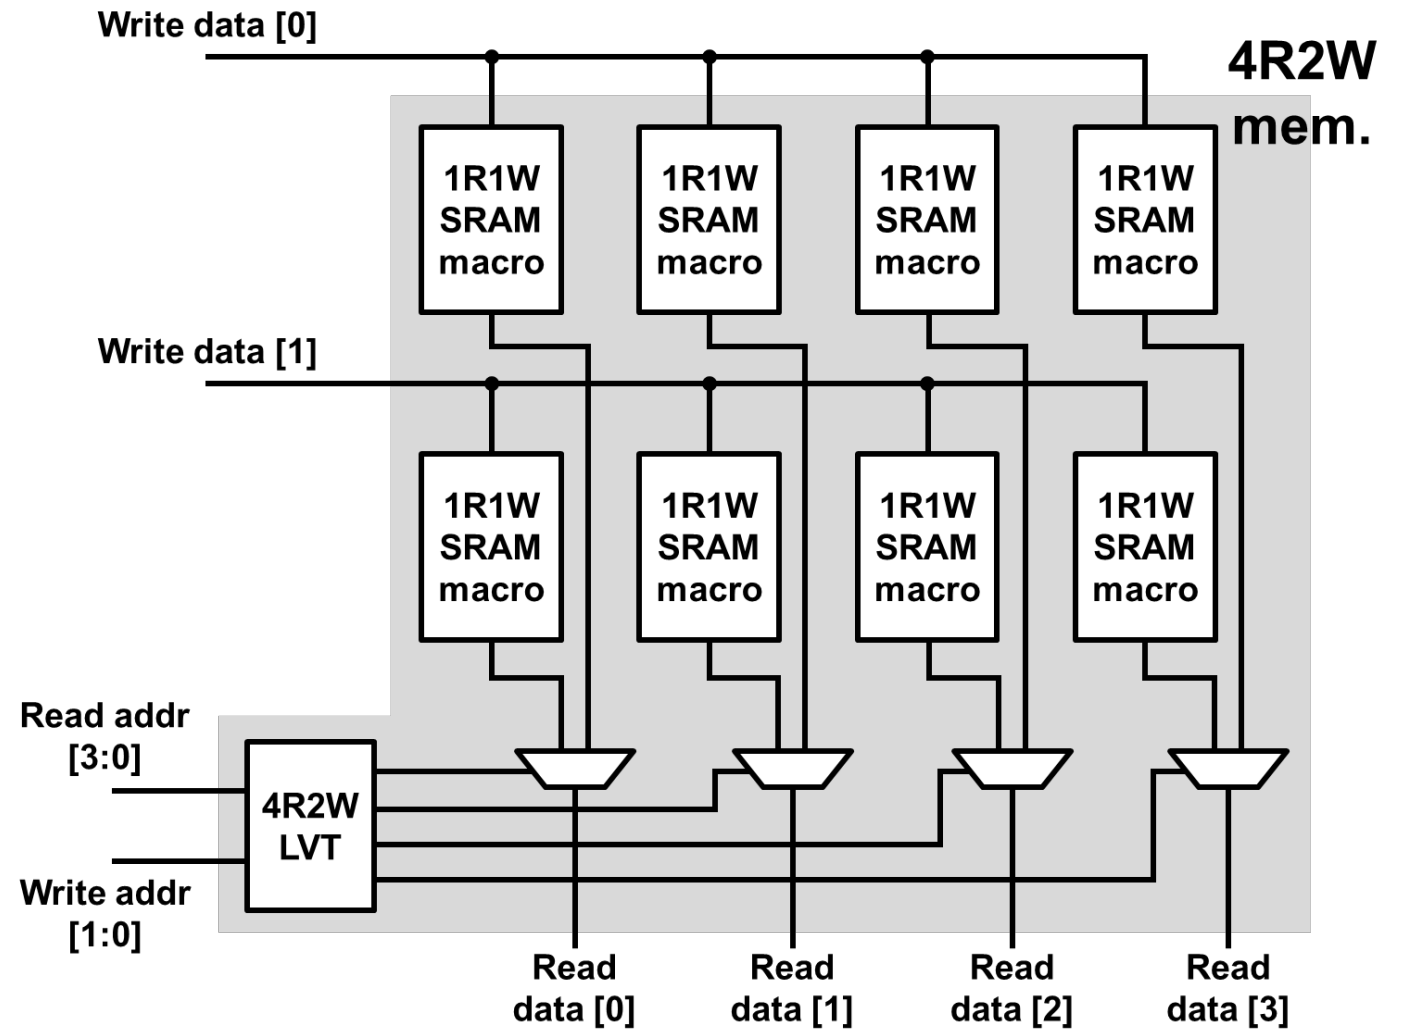 Write data [0]
4R2W
mem.
1R1W
SRAM
macro
1R1W
SRAM
macro
1R1W
SRAM
macro
1R1W
SRAM
macro
Write data [1]
1R1W
SRAM
macro
1R1W
SRAM
macro
1R1W
SRAM
macro
1R1W
SRAM
macro
Read addr
[3:0]
4R2W
LVT
Write addr
[1:0]
Read
data [0]
Read
data [1]
Read
data [2]
Read
data [3]